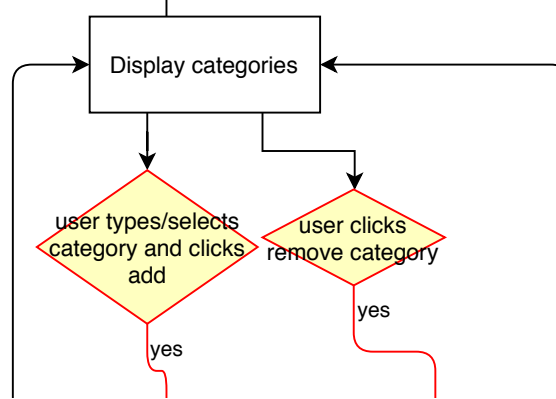 Display categories
user types/selects
category and clicks
add
user clicks
remove category
yes
yes